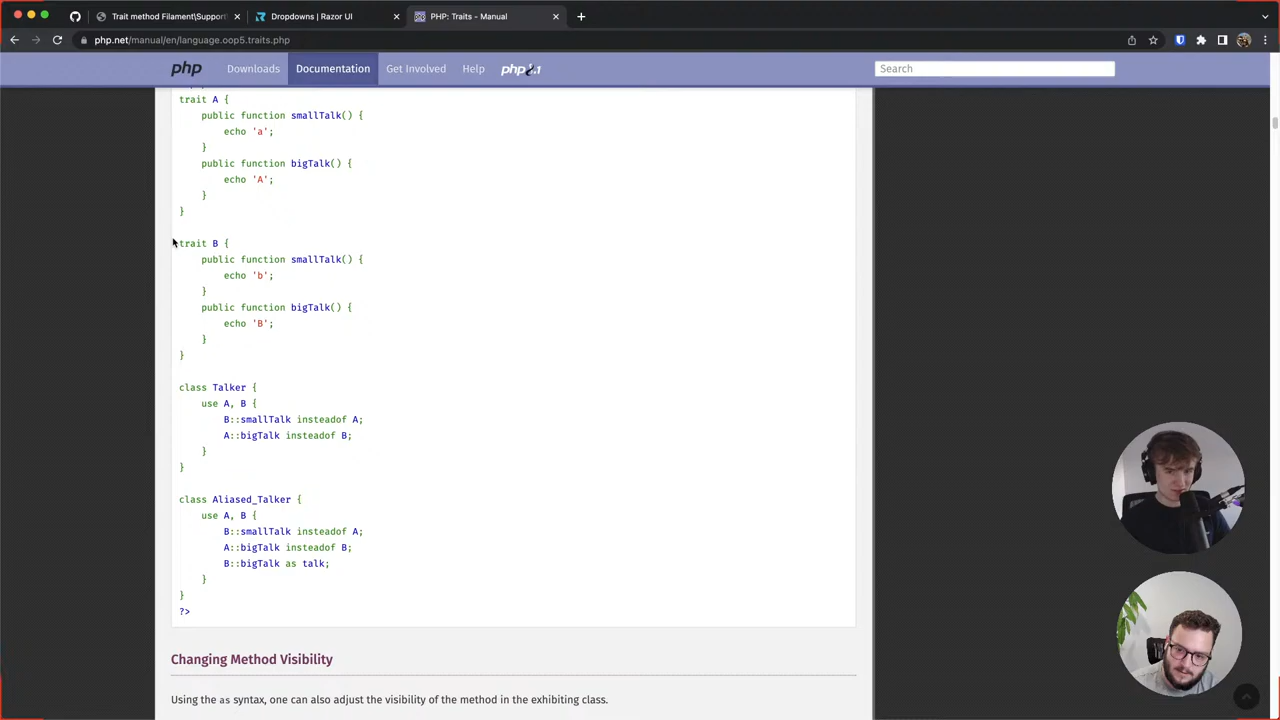 Trait method Filament\Support
Dropdowns | Razor UI
PHP: Traits - Manual
php.net/manual/en/language.oop5.traits.php
php
Downloads
Documentation
Get Involved
Help
Search
trait A {
public function smallTalk() {
echo 'a';
}
public function bigTalk() {
echo 'A';
}
}
trait B {
public function smallTalk() {
echo 'b';
}
public function bigTalk() {
echo 'B';
}
}
class Talker {
use A, B {
B::smallTalk insteadof A;
A::bigTalk insteadof B;
}
}
class Aliased_Talker {
use A, B {
B::smallTalk insteadof A;
A::bigTalk insteadof B;
B::bigTalk as talk;
}
}
?>
Changing Method Visibility
Using the as syntax, one can also adjust the visibility of the method in the exhibiting class.